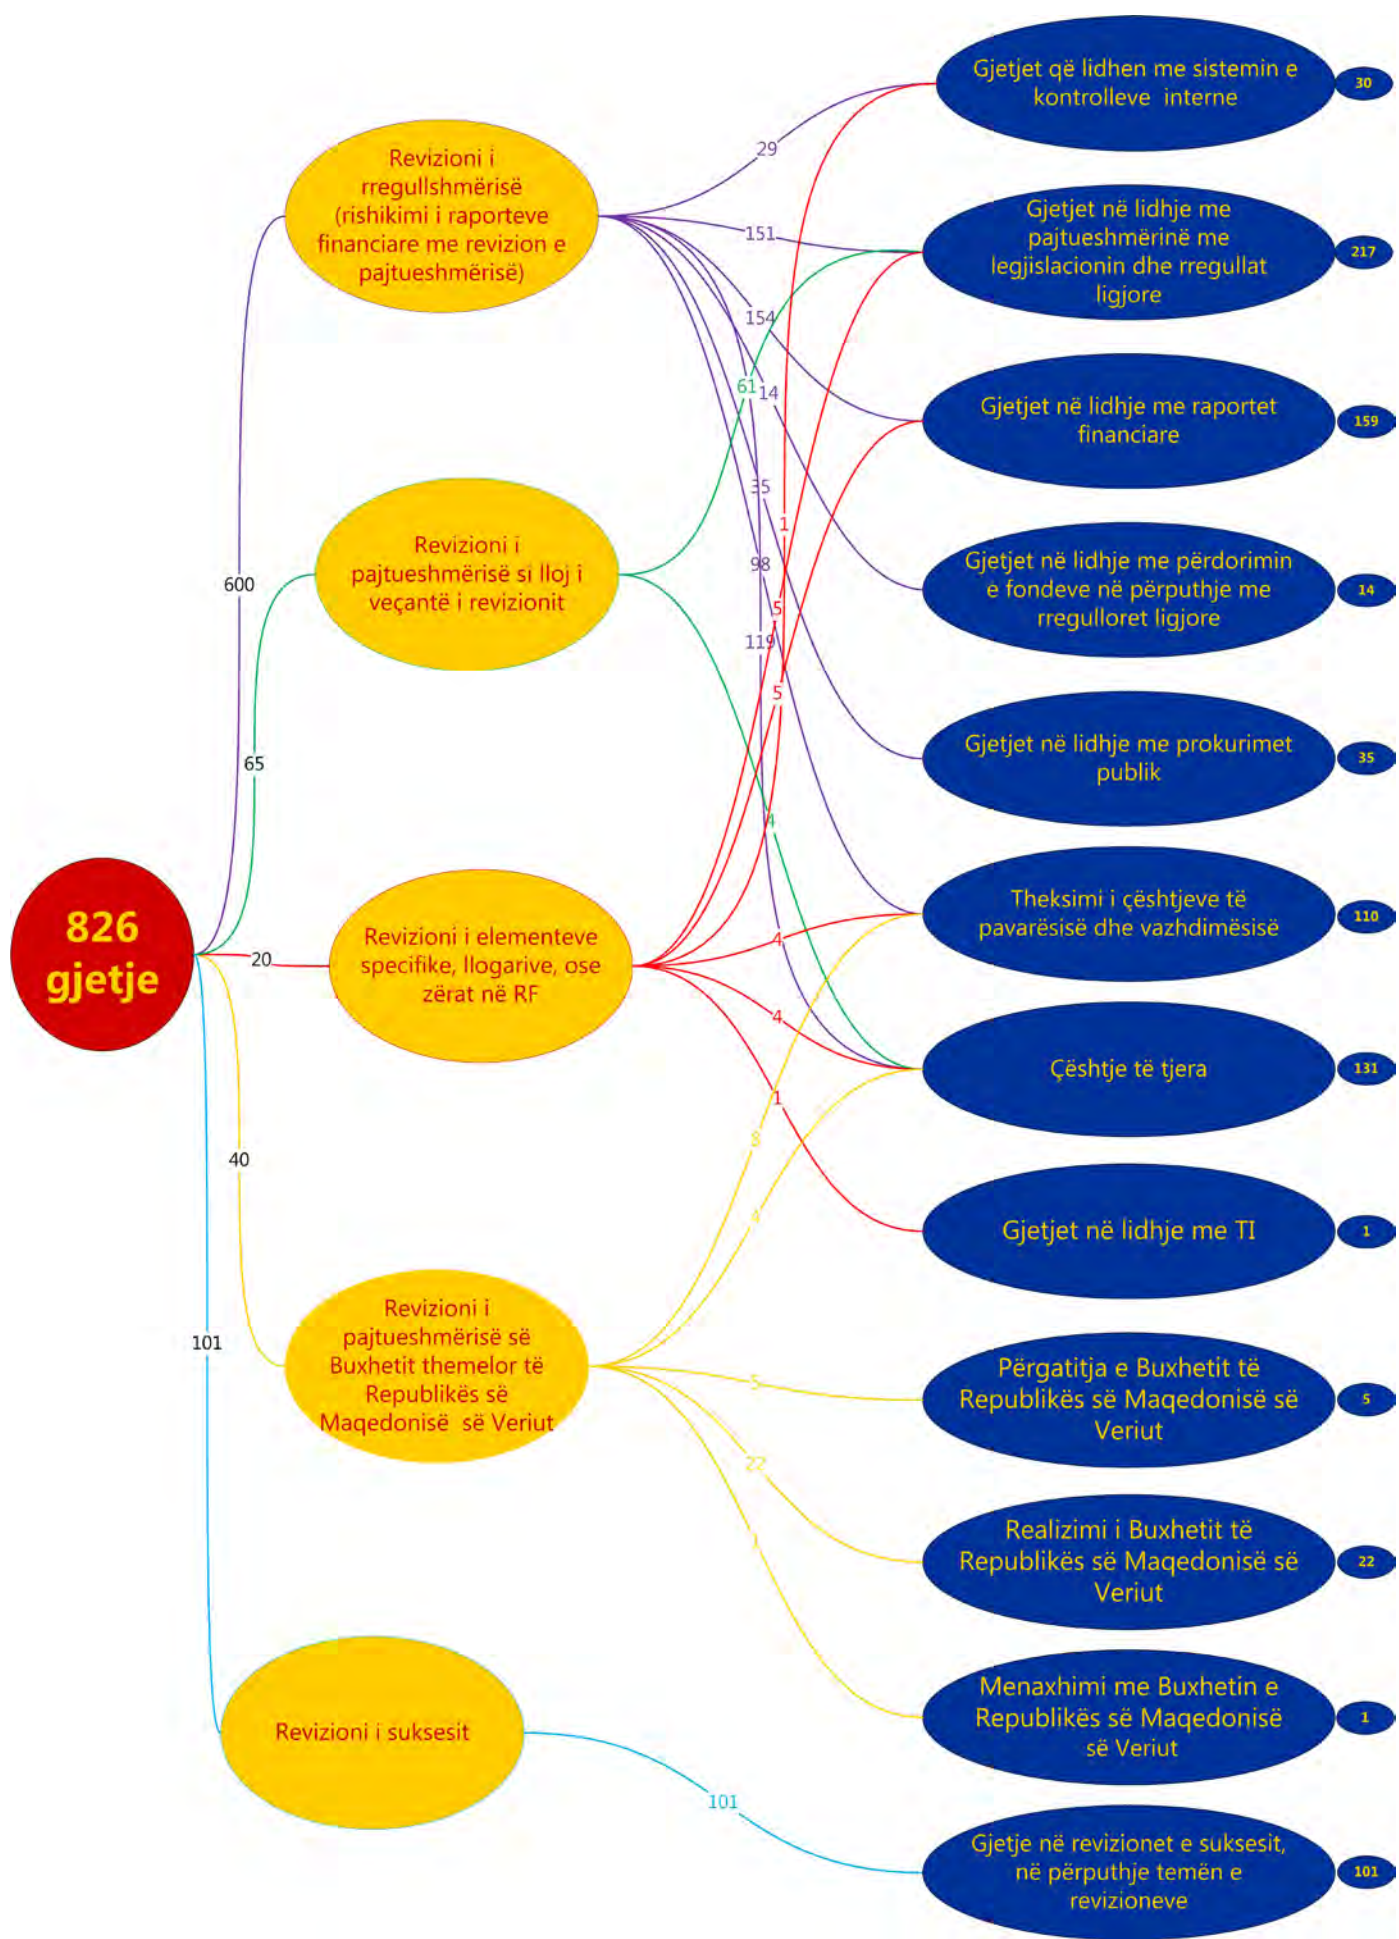 826
gjetje
600
65
20
40
101
Revizioni i
rregullshmërisë
(rishikimi i raporteve
financiare me revizion e
pajtueshmërisë)
Revizioni i
pajtueshmërisë si lloj i
veçantë i revizionit
Revizioni i elementeve
specifike, llogarive, ose
zërat në RF
Revizioni i
pajtueshmërisë së
Buxhetit themelor të
Republikës së
Maqedonisë së Veriut
Revizioni i suksesit
29
151
154
61
14
35
1
98
5
119
5
4
4
4
1
8
4
5
22
1
101
Gjetjet që lidhen me sistemin e
kontrolleve interne
30
Gjetjet në lidhje me
pajtueshmërinë me
legjislacionin dhe rregullat
ligjore
217
Gjetjet në lidhje me raportet
financiare
159
Gjetjet në lidhje me përdorimin
e fondeve në përputhje me
rregulloret ligjore
14
Gjetjet në lidhje me prokurimet
publik
35
Theksimi i çështjeve të
pavarësisë dhe vazhdimësisë
110
Çështje të tjera
131
Gjetjet në lidhje me TI
1
Përgatitja e Buxhetit të
Republikës së Maqedonisë së
Veriut
5
Realizimi i Buxhetit të
Republikës së Maqedonisë së
Veriut
22
Menaxhimi me Buxhetin e
Republikës së Maqedonisë
së Veriut
1
Gjetje në revizionet e suksesit,
në përputhje temën e
revizioneve
101